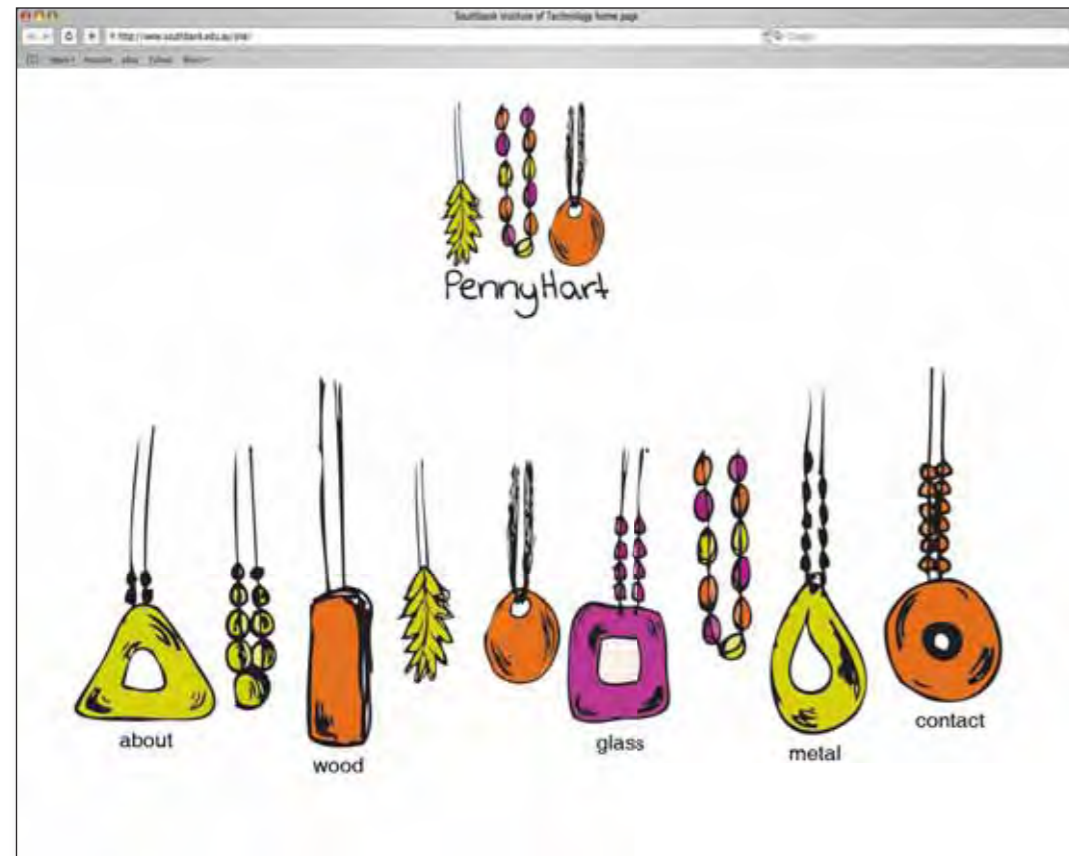 Southbank Institute of Technology home page
PennyHart
about
wood
glass
metal
contact